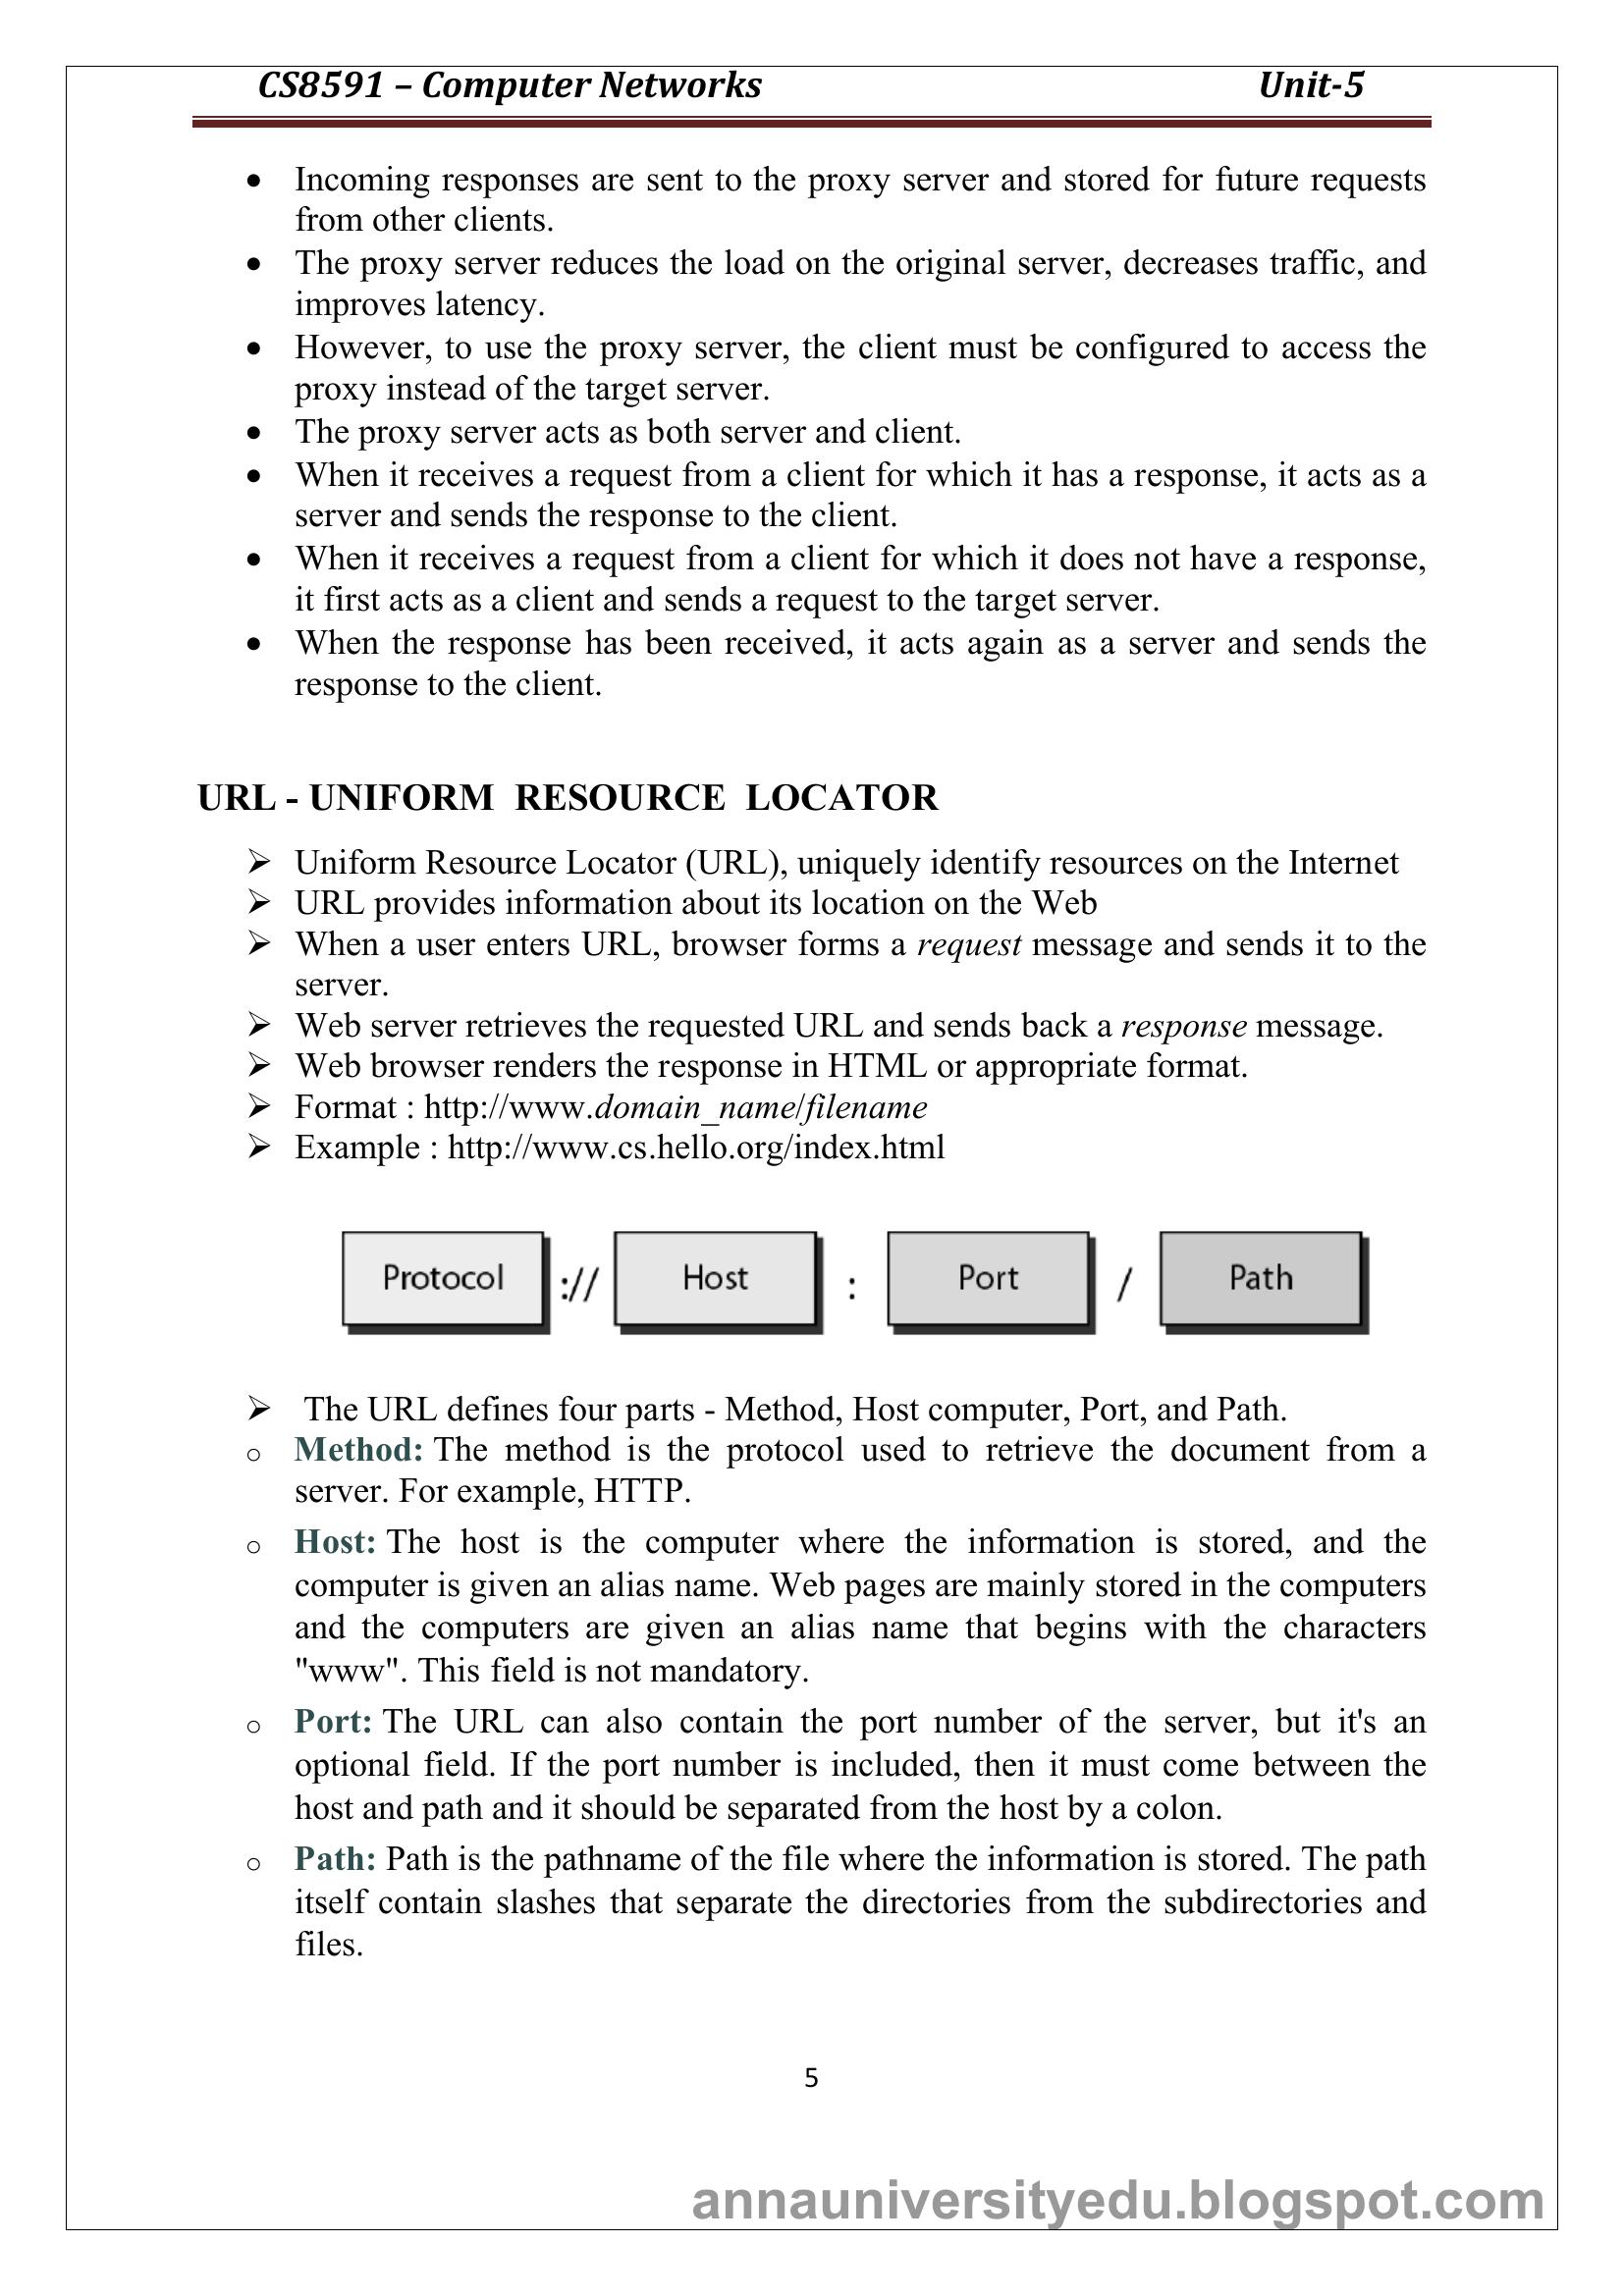 CS8591 – Computer Networks Unit-5
• Incoming responses are sent to the proxy server and stored for future requests
from other clients.
• The proxy server reduces the load on the original server, decreases traffic, and
improves latency.
• However, to use the proxy server, the client must be configured to access the
proxy instead of the target server.
• The proxy server acts as both server and client.
• When it receives a request from a client for which it has a response, it acts as a
server and sends the response to the client.
• When it receives a request from a client for which it does not have a response,
it first acts as a client and sends a request to the target server.
• When the response has been received, it acts again as a server and sends the
response to the client.
URL - UNIFORM RESOURCE LOCATOR
➢ Uniform Resource Locator (URL), uniquely identify resources on the Internet
➢ URL provides information about its location on the Web
➢ When a user enters URL, browser forms a request message and sends it to the
server.
➢ Web server retrieves the requested URL and sends back a response message.
➢ Web browser renders the response in HTML or appropriate format.
➢ Format : http://www.domain_name/filename
➢ Example : http://www.cs.hello.org/index.html
Protocol :// Host : Port / Path
➢ The URL defines four parts - Method, Host computer, Port, and Path.
o Method: The method is the protocol used to retrieve the document from a
server. For example, HTTP.
o Host: The host is the computer where the information is stored, and the
computer is given an alias name. Web pages are mainly stored in the computers
and the computers are given an alias name that begins with the characters
"www". This field is not mandatory.
o Port: The URL can also contain the port number of the server, but it's an
optional field. If the port number is included, then it must come between the
host and path and it should be separated from the host by a colon.
o Path: Path is the pathname of the file where the information is stored. The path
itself contain slashes that separate the directories from the subdirectories and
files.
5
annauniversityedu.blogspot.com